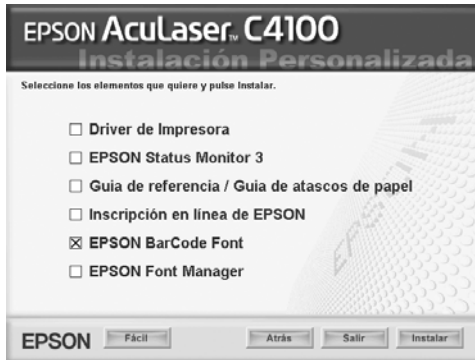 EPSON AcuLaser™ C4100
Instalación Personalizada
Seleccione los elementos que quiere y pulse Instalar.
Driver de Impresora
EPSON Status Monitor 3
Guia de referencia / Guia de atascos de papel
Inscripción en línea de EPSON
EPSON BarCode Font
EPSON Font Manager
EPSON
EPSON Fácil Atrás Salir Instalar